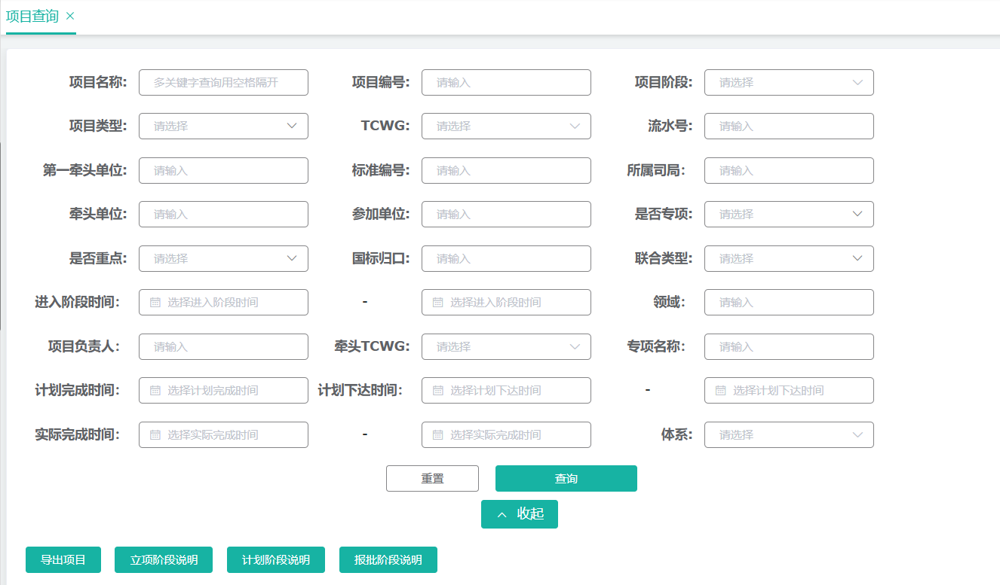 项目查询 ×
项目名称: 多关键字查询用空格隔开 项目编号: 请输入 项目阶段: 请选择
项目类型: 请选择 TCWG: 请选择 流水号: 请输入
第一牵头单位: 请输入 标准编号: 请输入 所属司局： 请输入
牵头单位: 请输入 参加单位: 请输入 是否专项: 请选择
是否重点: 请选择 国标归口: 请输入 联合类型: 请选择
进入阶段时间： 选择进入阶段时间 - 选择进入阶段时间 领域： 请输入
项目负责人： 请输入 牵头TCWG: 请选择 专项名称： 请输入
计划完成时间： 选择计划完成时间 计划下达时间： 选择计划下达时间 - 选择计划下达时间
实际完成时间： 选择实际完成时间 - 选择实际完成时间 体系: 请选择
重置 查询
收起
导出项目 立项阶段说明 计划阶段说明 报批阶段说明